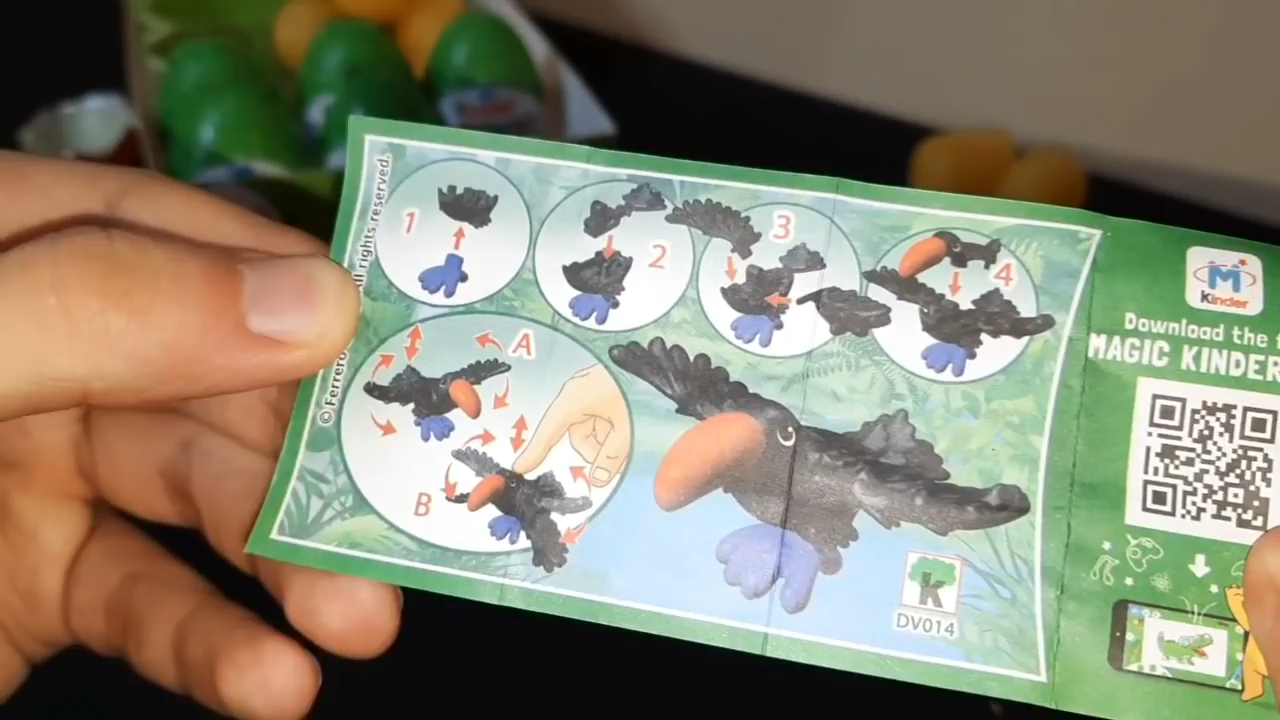 © Ferrero
All rights reserved.
1
2
3
4
A
B
K
DV014
Kinder
Download the
MAGIC KINDER